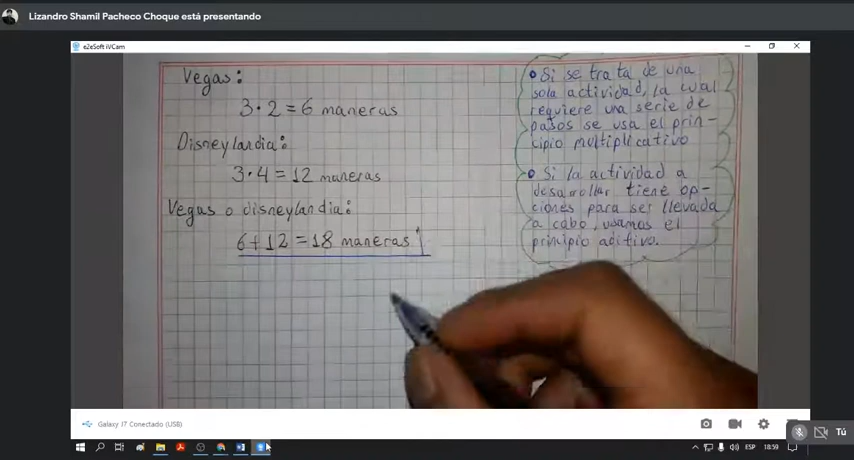 Lizandro Shamil Pacheco Choque está presentando
e2eSoft iVCam
Vegas:
3·2 = 6 maneras
Disneylandia:
3·4 = 12 maneras
Vegas o disneylandia:
6+12 = 18 maneras
• Si se trata de una
sola actividad, la cual
requiere una serie de
pasos se usa el prin-
cipio multiplicativo
• Si la actividad a
desarrollar tiene op-
ciones para ser llevada
a cabo, usamos el
principio aditivo.
Galaxy J7 Conectado (USB)
Tú
ESP
18:59